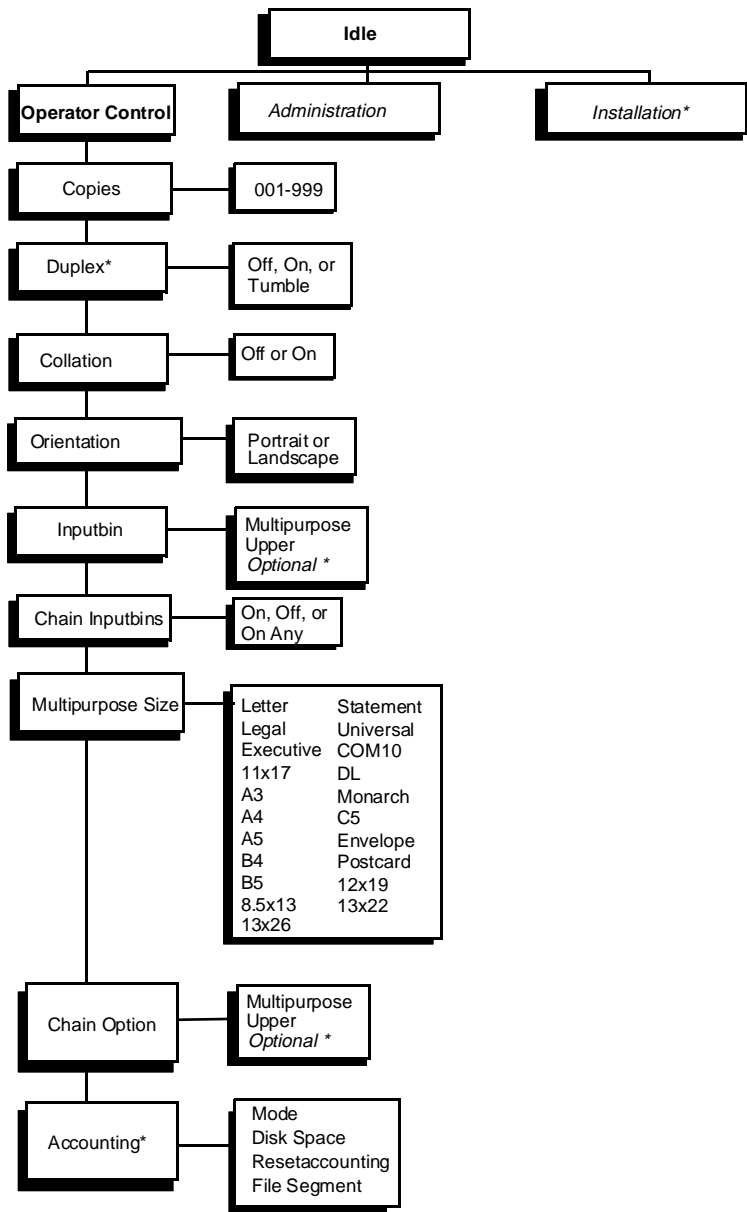 Idle
Operator Control
Administration
Installation*
Copies
001-999
Duplex*
Off, On, or
Tumble
Collation
Off or On
Orientation
Portrait or
Landscape
Inputbin
Multipurpose
Upper
Optional *
Chain Inputbins
On, Off, or
On Any
Multipurpose Size
Letter Statement
Legal Universal
Executive COM10
11x17 DL
A3 Monarch
A4 C5
A5 Envelope
B4 Postcard
B5 12x19
8.5x13 13x22
13x26
Chain Option
Multipurpose
Upper
Optional *
Accounting*
Mode
Disk Space
Resetaccounting
File Segment